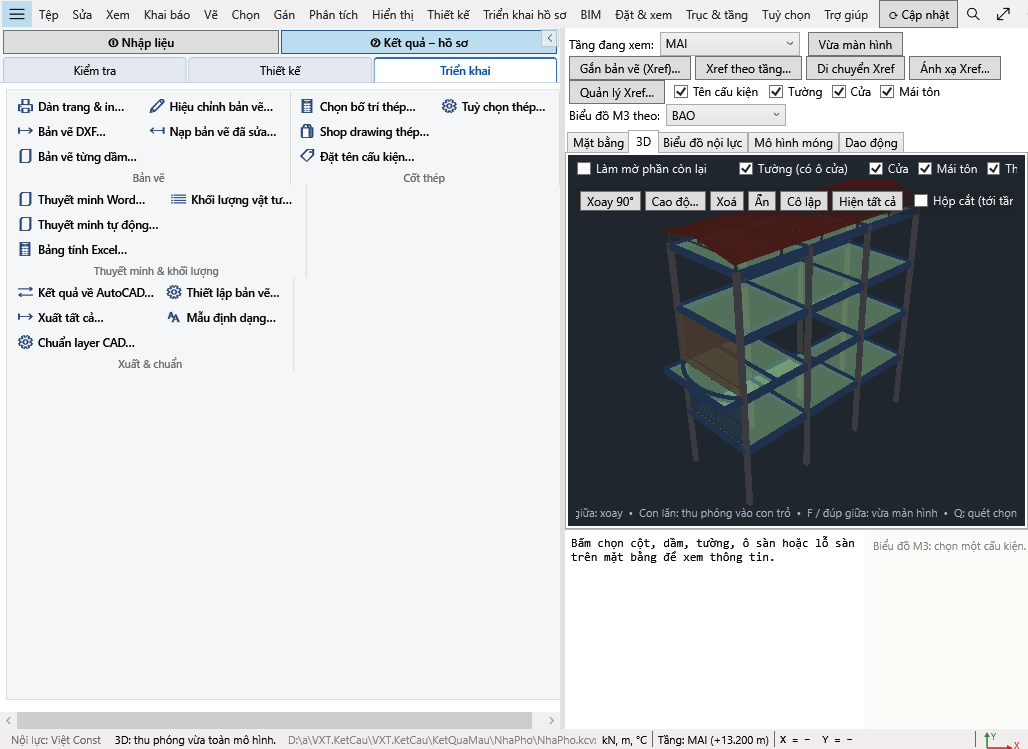 Tệp Sửa Xem Khai báo Vẽ Chọn Gán Phân tích Hiển thị Thiết kế Triển khai hồ sơ BIM Đặt & xem Trục & tầng Tuỳ chọn Trợ giúp ⟳ Cập nhật
① Nhập liệu
② Kết quả – hồ sơ
Kiểm tra
Thiết kế
Triển khai
Dàn trang & in...
Hiệu chỉnh bản vẽ...
Bản vẽ DXF...
Nạp bản vẽ đã sửa...
Bản vẽ từng dầm...
Bản vẽ
Chọn bố trí thép...
Tuỳ chọn thép...
Shop drawing thép...
Đặt tên cấu kiện...
Cốt thép
Thuyết minh Word...
Khối lượng vật tư...
Thuyết minh tự động...
Bảng tính Excel...
Thuyết minh & khối lượng
Kết quả về AutoCAD...
Thiết lập bản vẽ...
Xuất tất cả...
Mẫu định dạng...
Chuẩn layer CAD...
Xuất & chuẩn
Tầng đang xem: MAI
Vừa màn hình
Gắn bản vẽ (Xref)...
Xref theo tầng...
Di chuyển Xref
Ánh xạ Xref...
Quản lý Xref...
Tên cấu kiện
Tường
Cửa
Mái tôn
Biểu đồ M3 theo: BAO
Mặt bằng
3D
Biểu đồ nội lực
Mô hình móng
Dao động
Làm mờ phần còn lại
Tường (có ô cửa)
Cửa
Mái tôn
Xoay 90°
Cao độ...
Xoá
Ẩn
Cô lập
Hiện tất cả
Hộp cắt (tới tầr
giữa: xoay • Con lăn: thu phóng vào con trỏ • F / đúp giữa: vừa màn hình • Q: quét chọn
Bấm chọn cột, dầm, tường, ô sàn hoặc lỗ sàn
trên mặt bằng để xem thông tin.
Biểu đồ M3: chọn một cấu kiện.
Nội lực: Việt Const
3D: thu phóng vừa toàn mô hình.
D:\a\VXT.KetCau\VXT.KetCau\KetQuaMau\NhaPho\NhaPho.kcv:
kN, m, °C
Tầng: MAI (+13.200 m)
X = – Y = –
Y
X